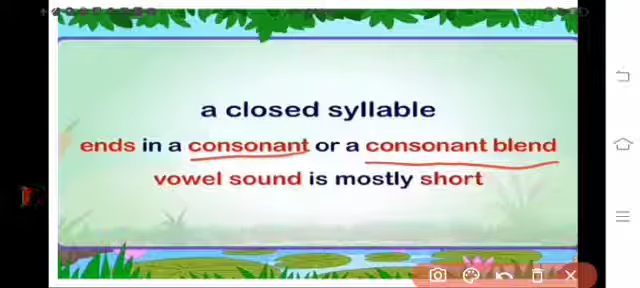 a closed syllable
ends in a consonant or a consonant blend
vowel sound is mostly short